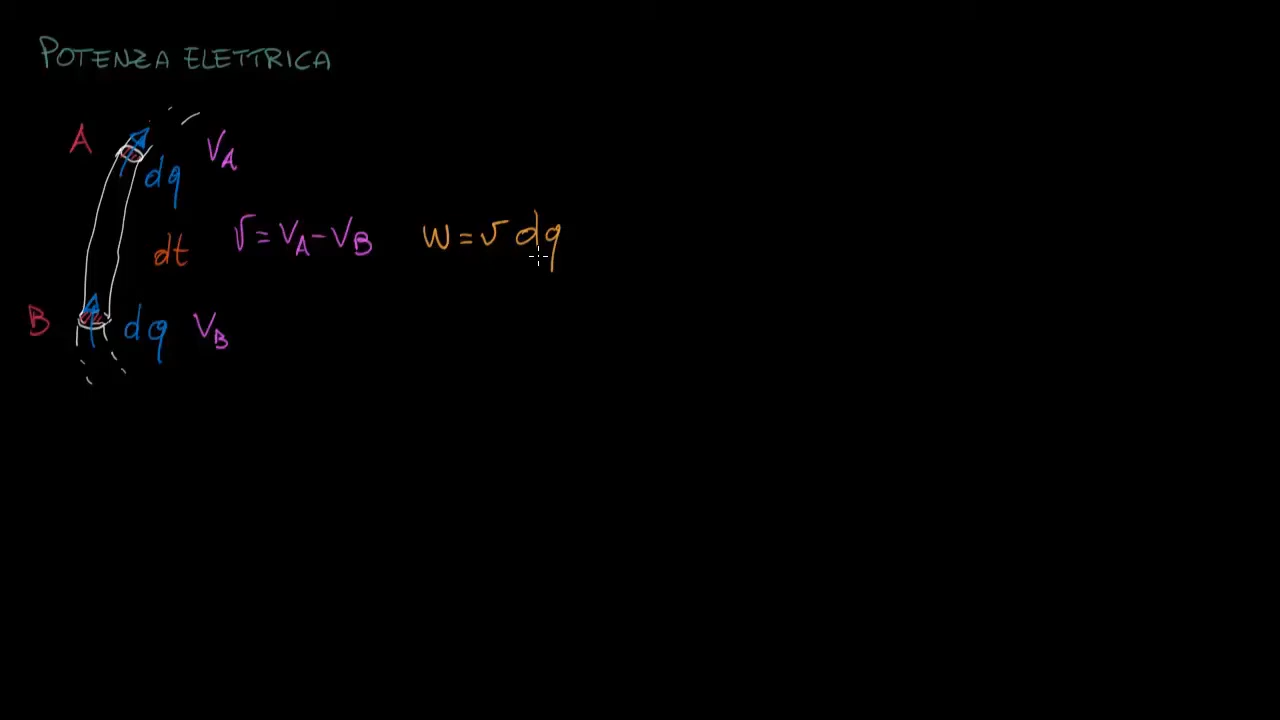 POTENZA ELETTRICA
A dq V_A
dt v = V_A - V_B w = v dq
B dq V_B